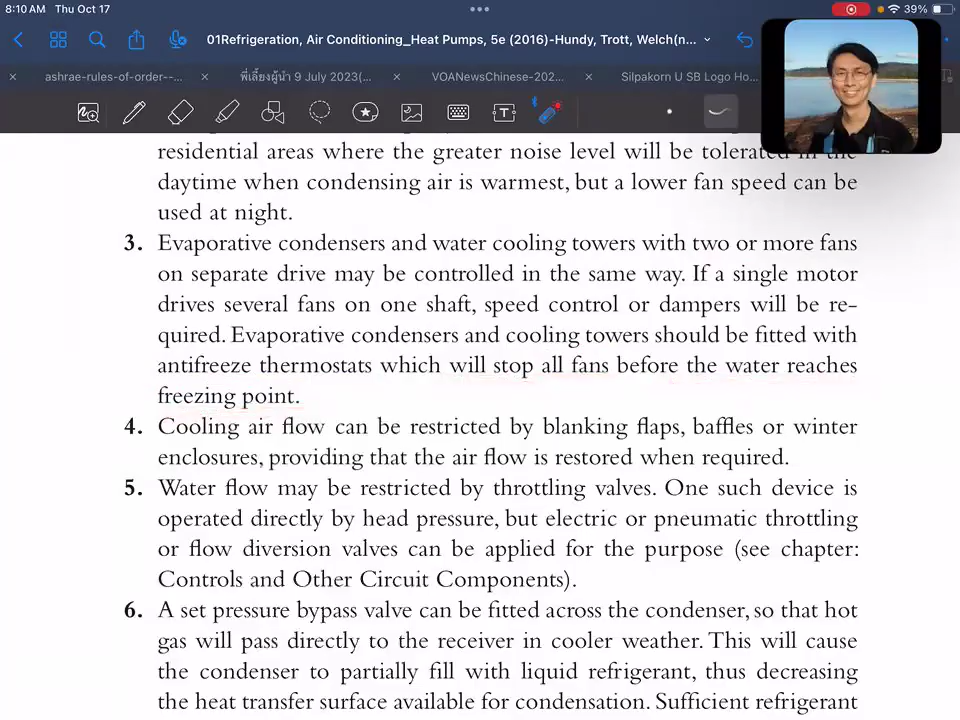 8:10 AM Thu Oct 17
39%
01Refrigeration, Air Conditioning_Heat Pumps, 5e (2016)-Hundy, Trott, Welch(n...
ashrae-rules-of-order--...
พี่เลี้ยงผู้นำ 9 July 2023(...
VOANewsChinese-202...
Silpakorn U SB Logo Ho...
residential areas where the greater noise level will be tolerated in the
daytime when condensing air is warmest, but a lower fan speed can be
used at night.
3. Evaporative condensers and water cooling towers with two or more fans
on separate drive may be controlled in the same way. If a single motor
drives several fans on one shaft, speed control or dampers will be re-
quired. Evaporative condensers and cooling towers should be fitted with
antifreeze thermostats which will stop all fans before the water reaches
freezing point.
4. Cooling air flow can be restricted by blanking flaps, baffles or winter
enclosures, providing that the air flow is restored when required.
5. Water flow may be restricted by throttling valves. One such device is
operated directly by head pressure, but electric or pneumatic throttling
or flow diversion valves can be applied for the purpose (see chapter:
Controls and Other Circuit Components).
6. A set pressure bypass valve can be fitted across the condenser, so that hot
gas will pass directly to the receiver in cooler weather. This will cause
the condenser to partially fill with liquid refrigerant, thus decreasing
the heat transfer surface available for condensation. Sufficient refrigerant